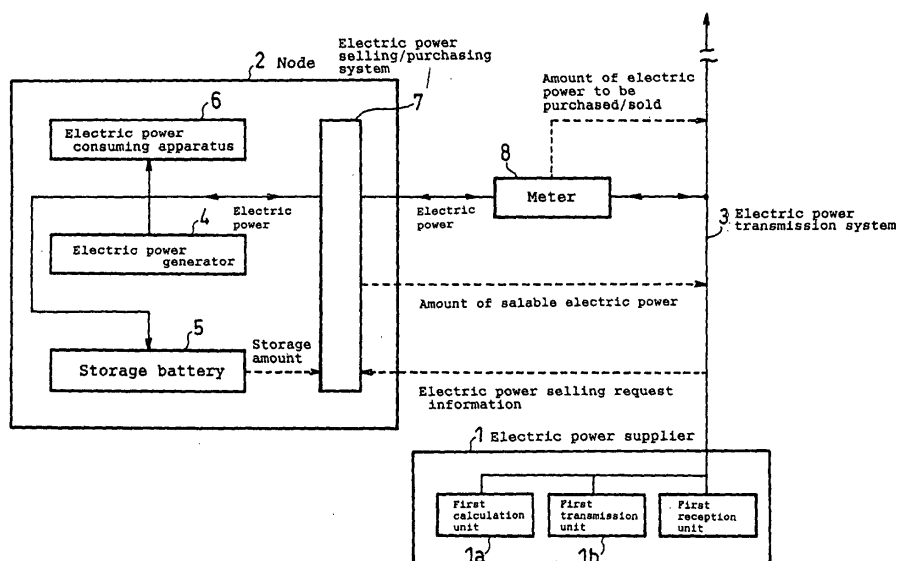 2 Node
Electric power
selling/purchasing
system
7
6
Electric power
consuming apparatus
Electric
power
4
Electric power
generator
5
Storage battery
Storage
amount
Amount of electric
power to be
purchased/sold
8
Meter
Electric
power
3 Electric power
transmission system
Amount of salable electric power
Electric power selling request
information
1 Electric power supplier
First
calculation
unit
1a
First
transmission
unit
1b
First
reception
unit